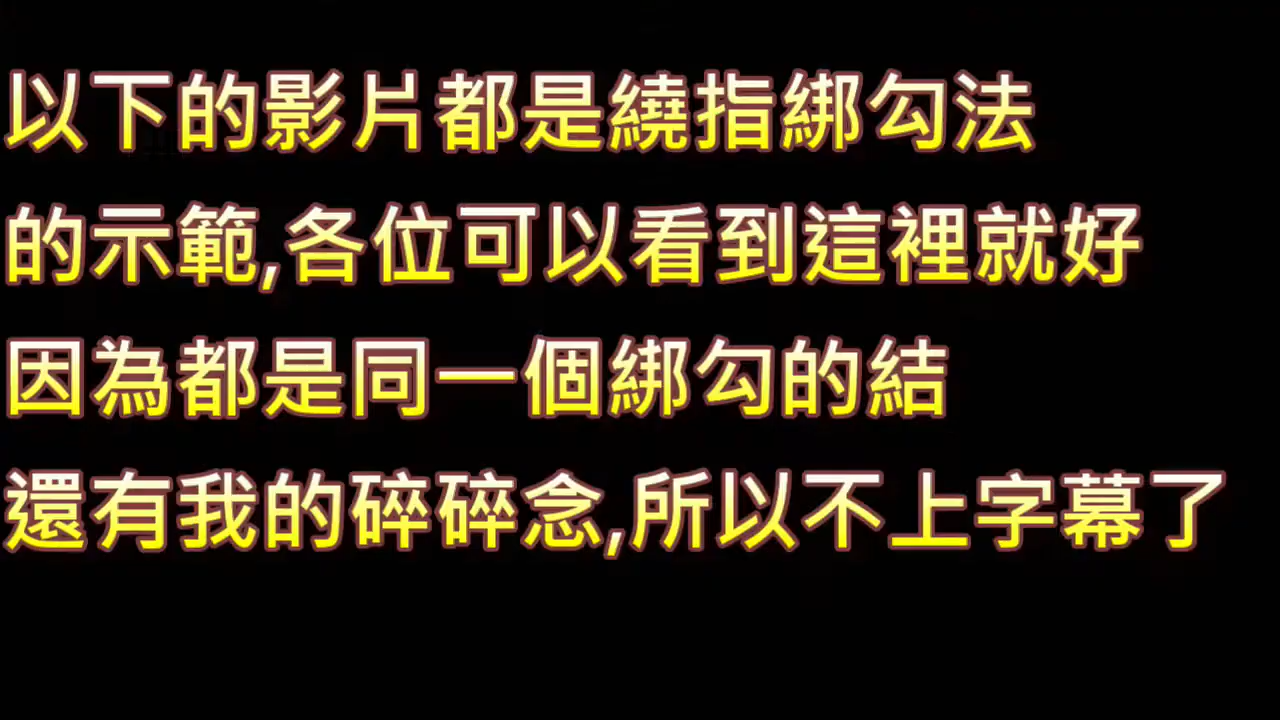 以下的影片都是繞指綁勾法
的示範,各位可以看到這裡就好
因為都是同一個綁勾的結
還有我的碎碎念,所以不上字幕了